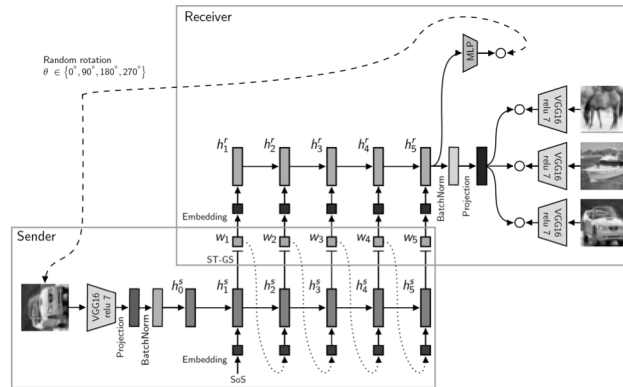 Receiver
Random rotation
θ ∈ {0°, 90°, 180°, 270°}
MLP
VGG16
relu 7
h₁ʳ h₂ʳ h₃ʳ h₄ʳ h₅ʳ
VGG16
relu 7
BatchNorm
Projection
Embedding
VGG16
relu 7
Sender
w₁ w₂ w₃ w₄ w₅
ST-GS
h₀ˢ h₁ˢ h₂ˢ h₃ˢ h₄ˢ h₅ˢ
VGG16
relu 7
Projection
BatchNorm
Embedding
SoS